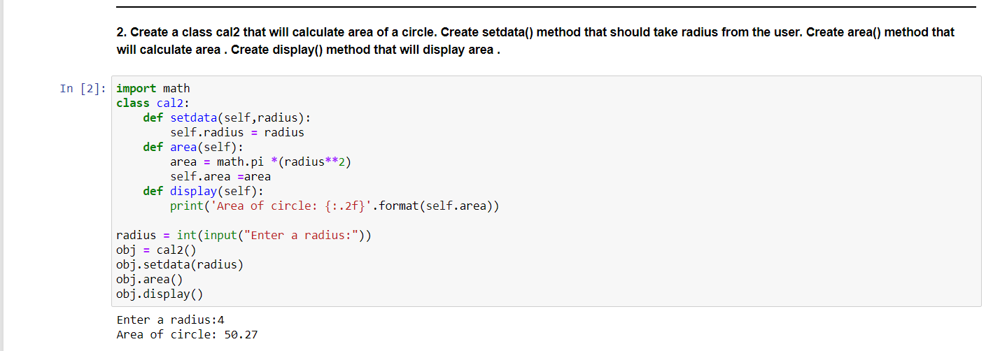 2. Create a class cal2 that will calculate area of a circle. Create setdata() method that should take radius from the user. Create area() method that
will calculate area . Create display() method that will display area .
In [2]: import math
class cal2:
    def setdata(self,radius):
        self.radius = radius
    def area(self):
        area = math.pi *(radius**2)
        self.area =area
    def display(self):
        print('Area of circle: {:.2f}'.format(self.area))

radius = int(input("Enter a radius:"))
obj = cal2()
obj.setdata(radius)
obj.area()
obj.display()
Enter a radius:4
Area of circle: 50.27